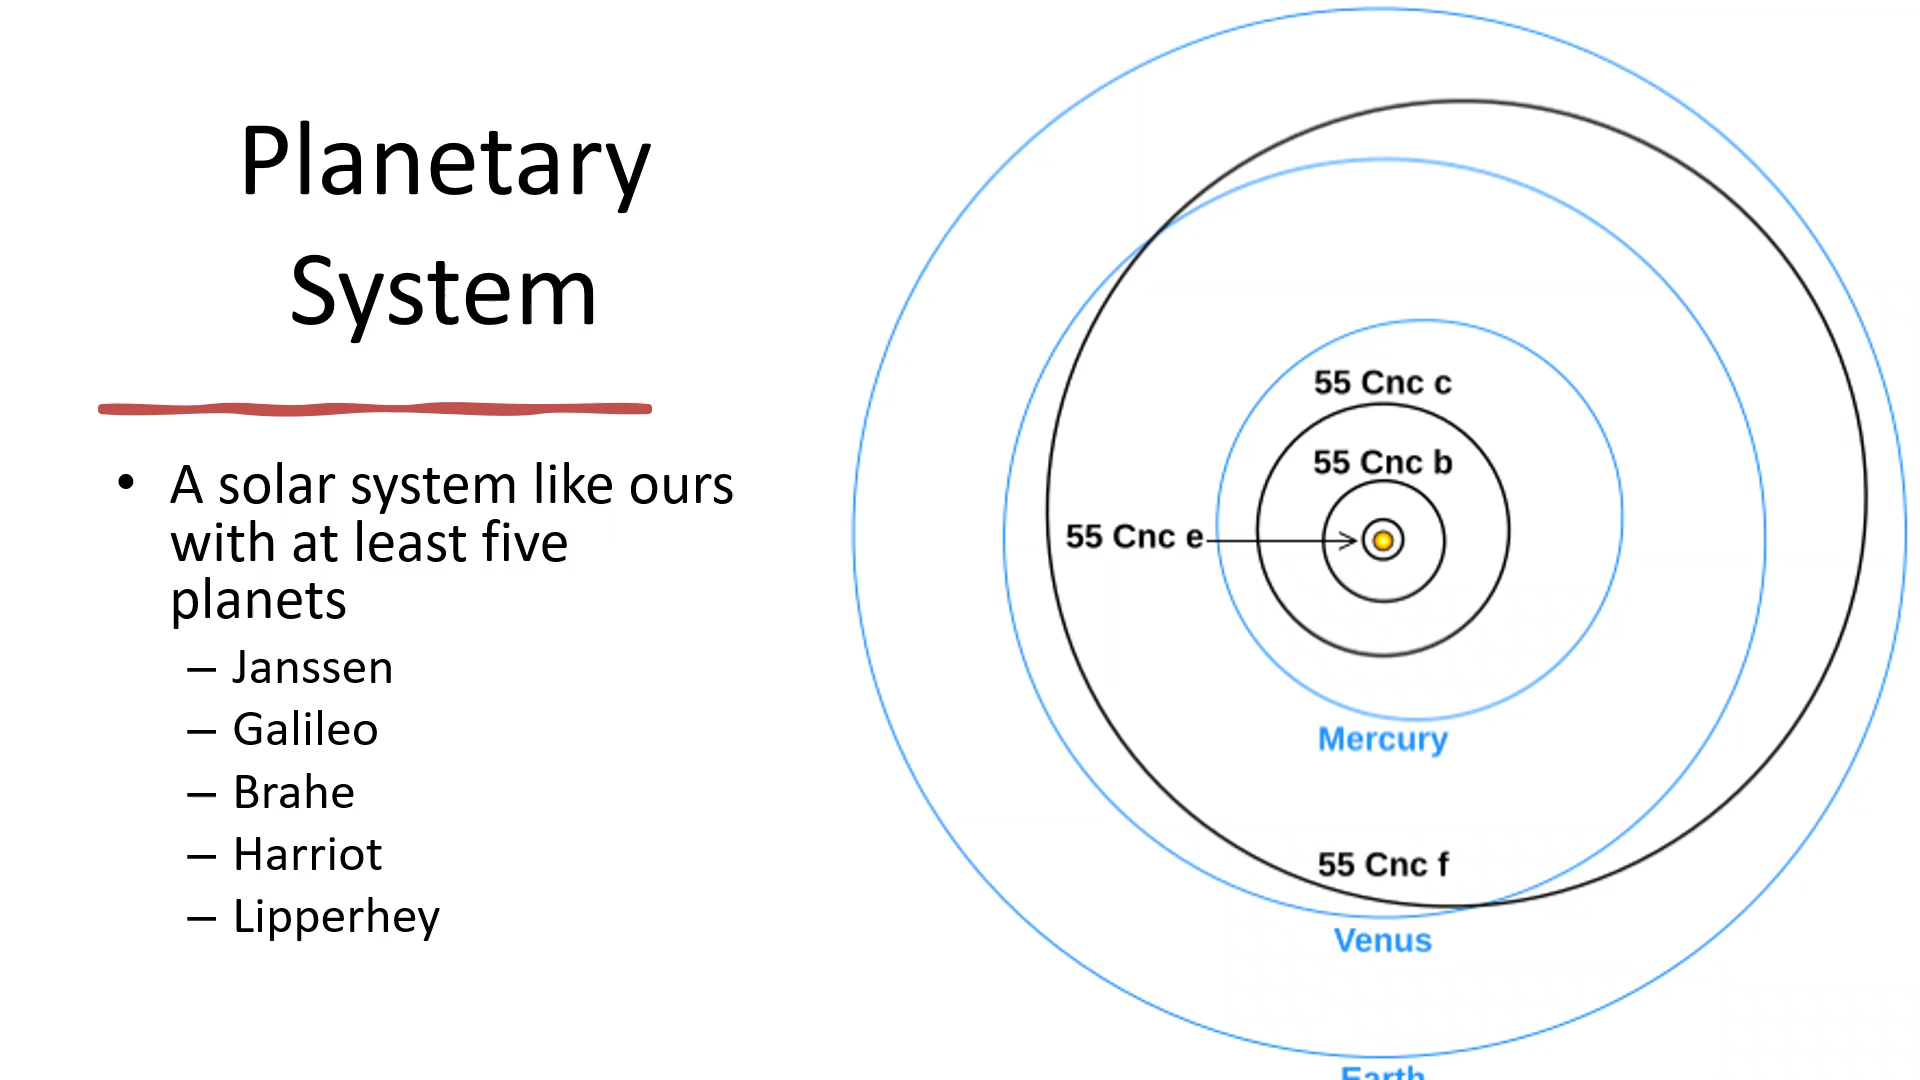 Planetary
System
• A solar system like ours
with at least five
planets
– Janssen
– Galileo
– Brahe
– Harriot
– Lipperhey
55 Cnc c
55 Cnc b
55 Cnc e
Mercury
55 Cnc f
Venus
Earth